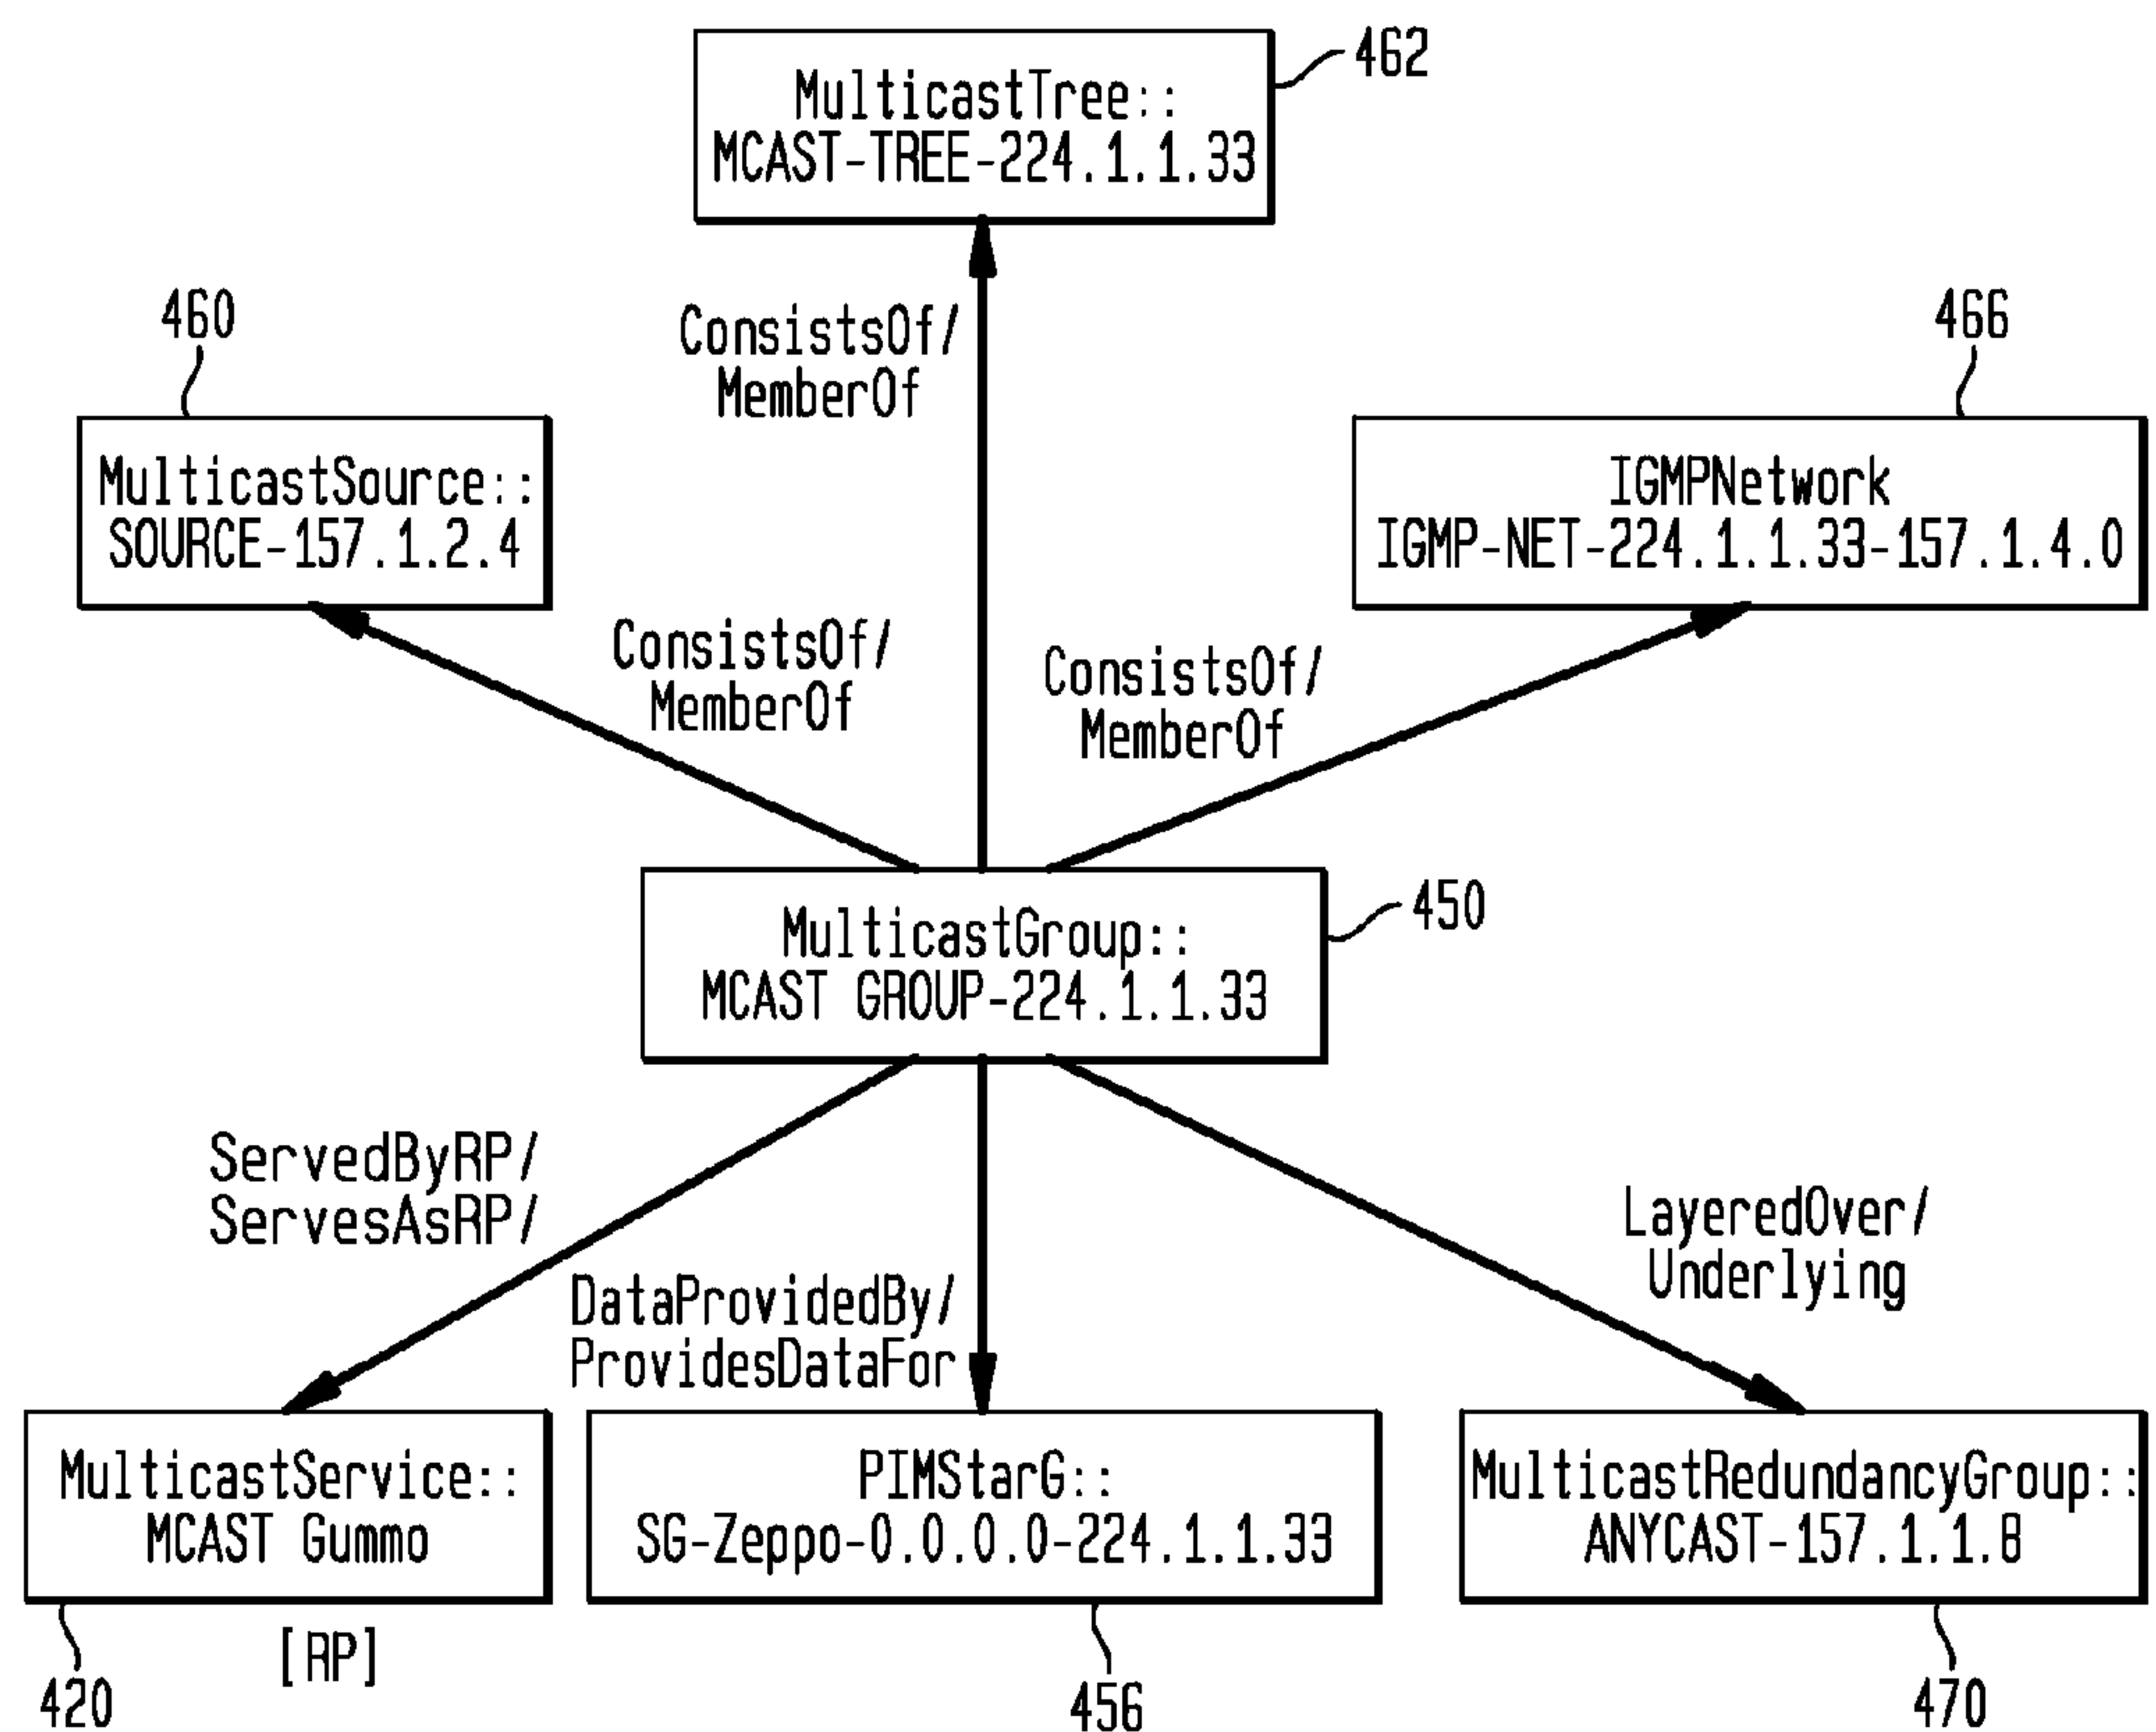 462
MulticastTree::
MCAST-TREE-224.1.1.33
460
ConsistsOf/
MemberOf
466
MulticastSource::
SOURCE-157.1.2.4
IGMPNetwork
IGMP-NET-224.1.1.33-157.1.4.0
ConsistsOf/
MemberOf
ConsistsOf/
MemberOf
MulticastGroup::
MCAST GROUP-224.1.1.33
450
ServedByRP/
ServesAsRP/
DataProvidedBy/
ProvidesDataFor
LayeredOver/
Underlying
MulticastService::
MCAST Gummo
PIMStarG::
SG-Zeppo-0.0.0.0-224.1.1.33
MulticastRedundancyGroup::
ANYCAST-157.1.1.8
[RP]
420
456
470